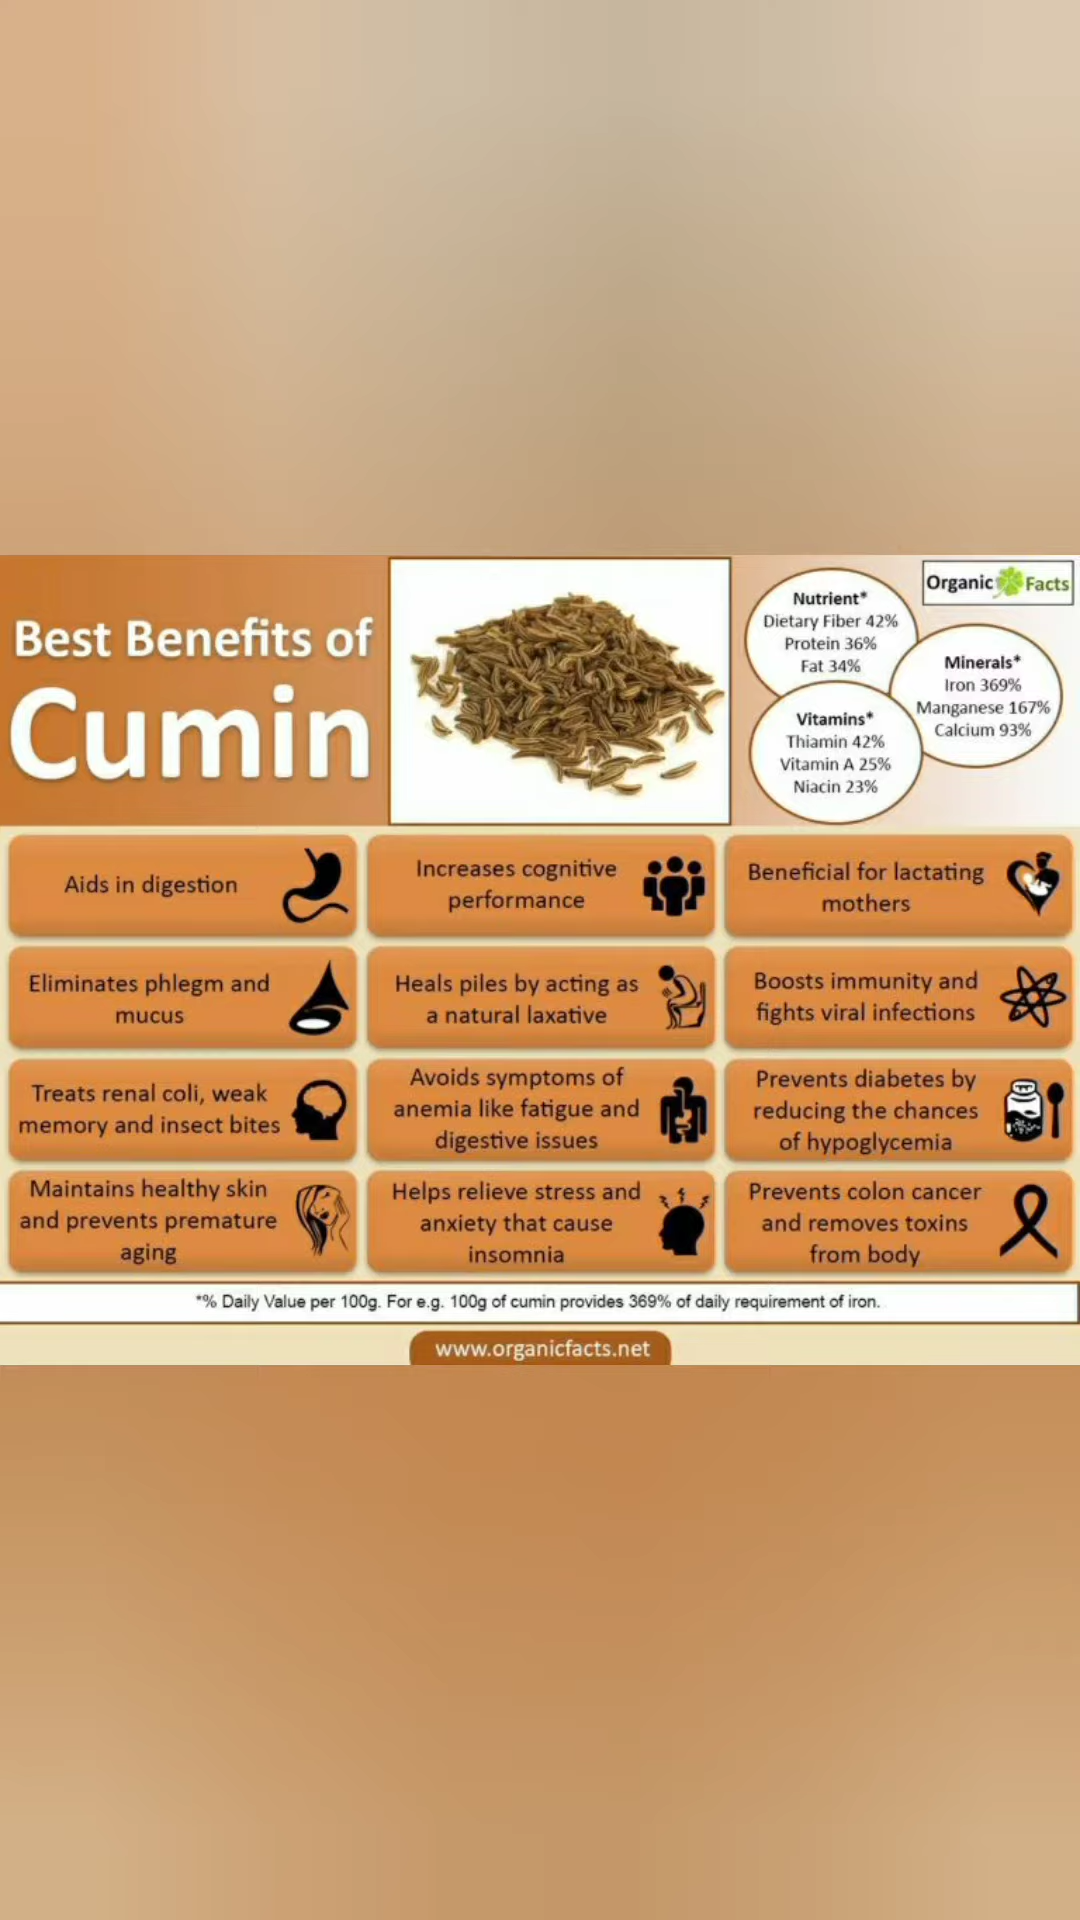 Best Benefits of
Cumin
Nutrient*
Dietary Fiber 42%
Protein 36%
Fat 34%
Organic Facts
Minerals*
Iron 369%
Manganese 167%
Calcium 93%
Vitamins*
Thiamin 42%
Vitamin A 25%
Niacin 23%
Aids in digestion
Increases cognitive
performance
Beneficial for lactating
mothers
Eliminates phlegm and
mucus
Heals piles by acting as
a natural laxative
Boosts immunity and
fights viral infections
Treats renal coli, weak
memory and insect bites
Avoids symptoms of
anemia like fatigue and
digestive issues
Prevents diabetes by
reducing the chances
of hypoglycemia
Maintains healthy skin
and prevents premature
aging
Helps relieve stress and
anxiety that cause
insomnia
Prevents colon cancer
and removes toxins
from body
*% Daily Value per 100g. For e.g. 100g of cumin provides 369% of daily requirement of iron.
www.organicfacts.net